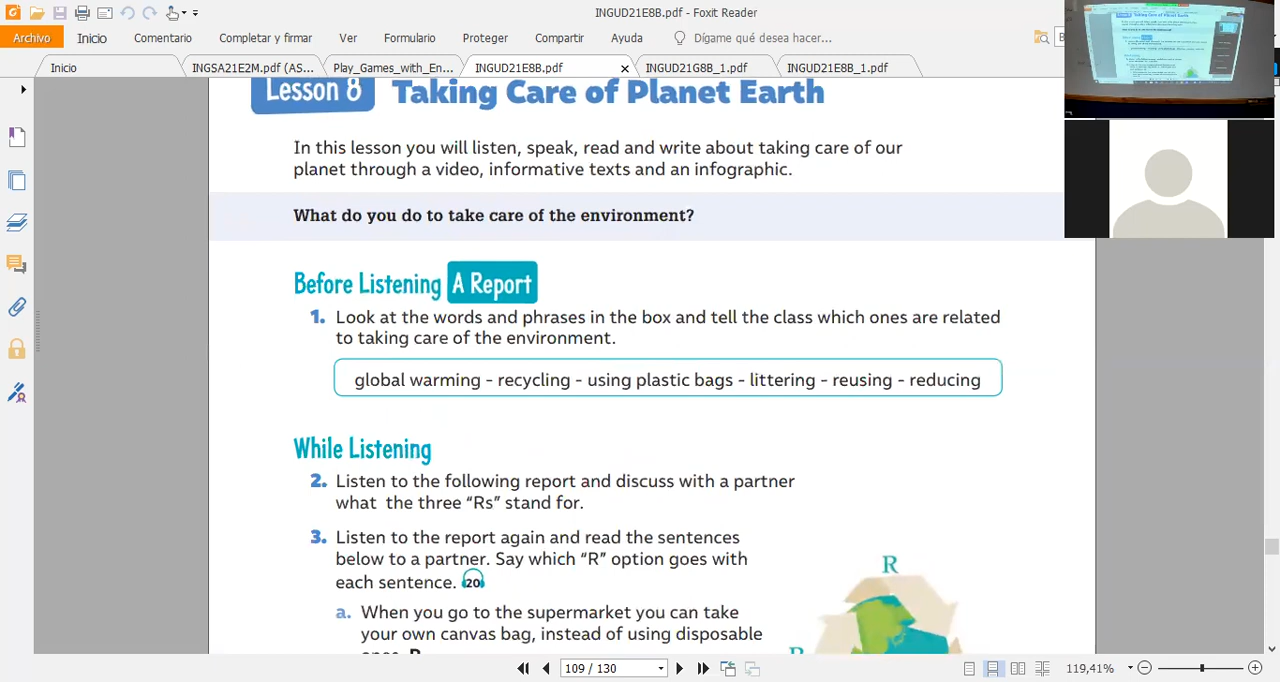 INGUD21E8B.pdf - Foxit Reader
Archivo Inicio Comentario Completar y firmar Ver Formulario Proteger Compartir Ayuda Dígame qué desea hacer...
Inicio INGSA21E2M.pdf (AS... Play_Games_with. INGUD21E8B.pdf INGUD21G8B_1.pdf INGUD21E8B_1.pdf
Lesson 8 Taking Care of Planet Earth
In this lesson you will listen, speak, read and write about taking care of our
planet through a video, informative texts and an infographic.
What do you do to take care of the environment?
Before Listening A Report
1. Look at the words and phrases in the box and tell the class which ones are related
to taking care of the environment.
global warming - recycling - using plastic bags - littering - reusing - reducing
While Listening
2. Listen to the following report and discuss with a partner
what the three “Rs” stand for.
3. Listen to the report again and read the sentences
below to a partner. Say which “R” option goes with
each sentence. 20
R
a. When you go to the supermarket you can take
your own canvas bag, instead of using disposable
109 / 130
119,41%